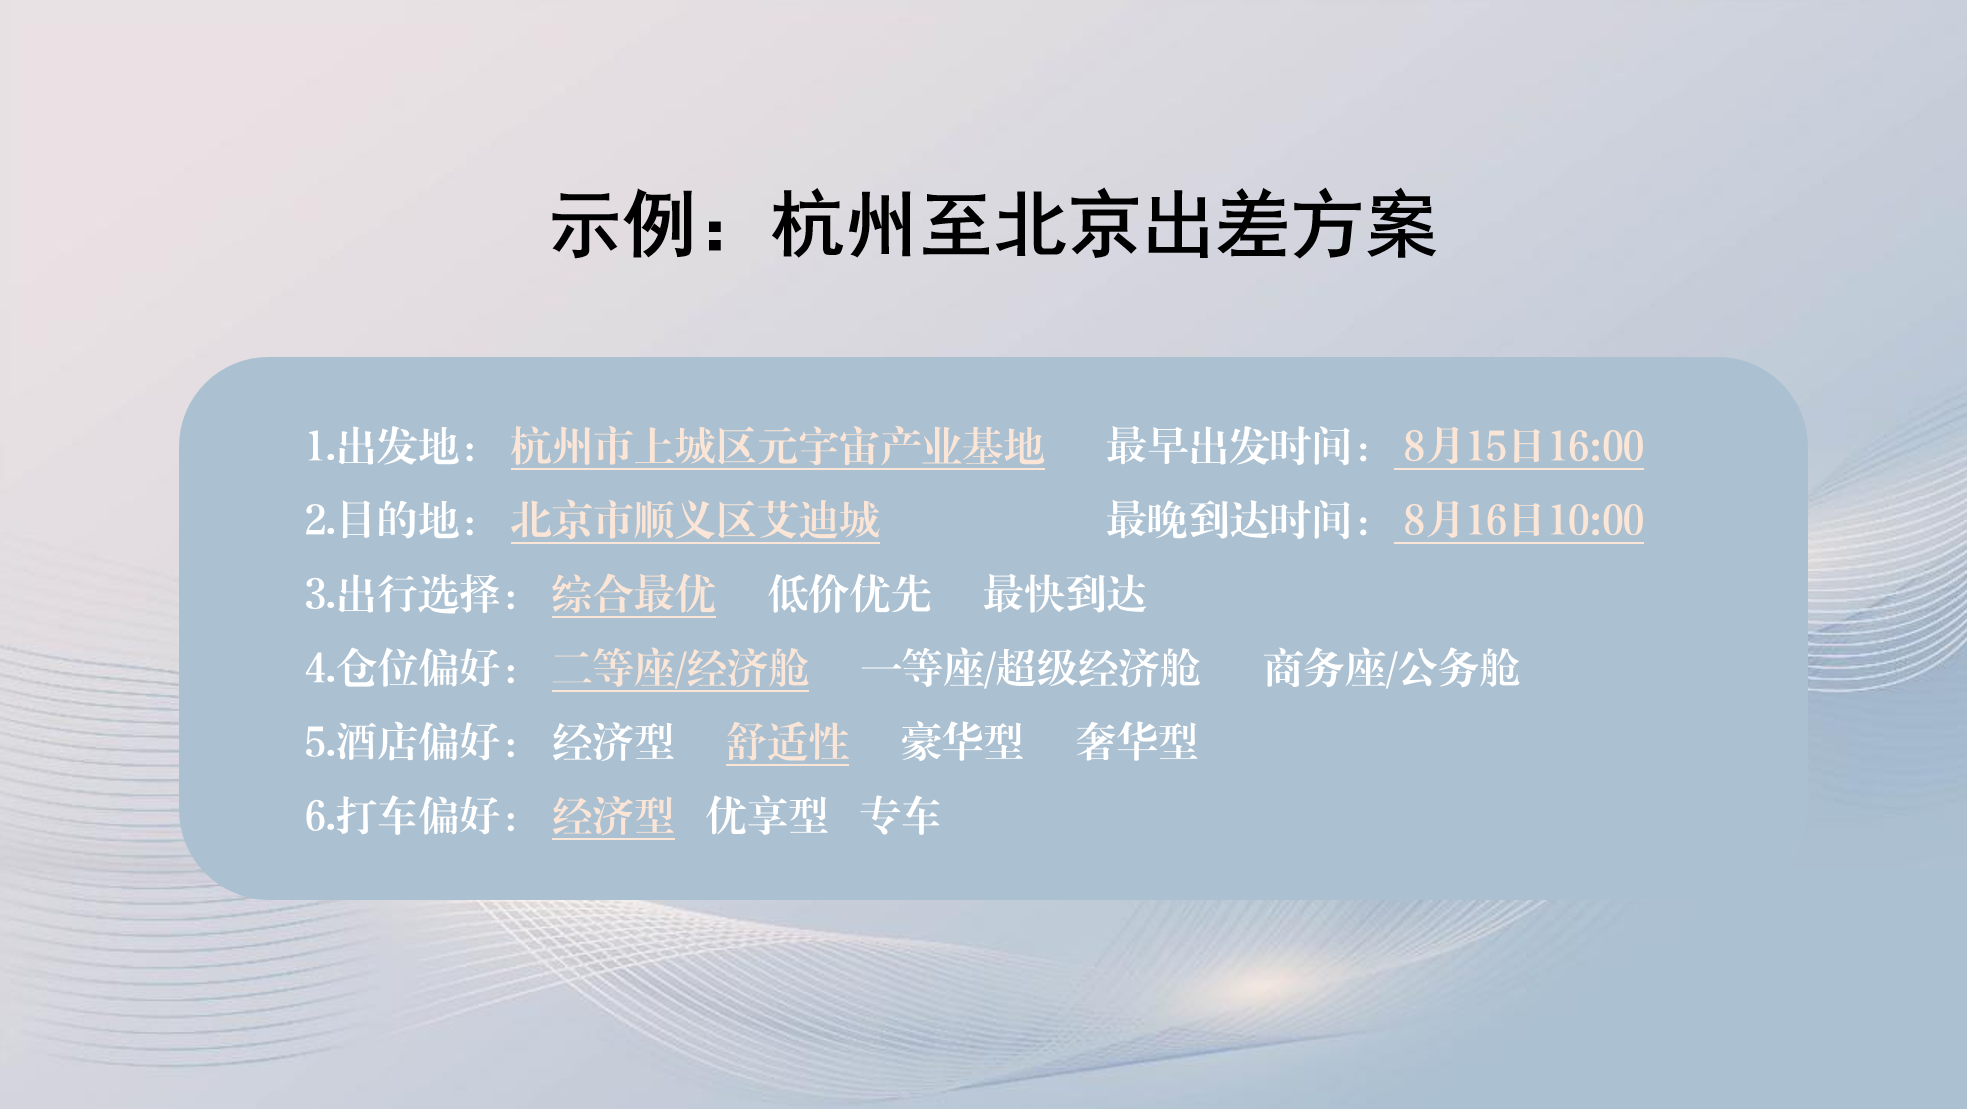 示例：杭州至北京出差方案
1.出发地： 杭州市上城区元宇宙产业基地 最早出发时间： 8月15日16:00
2.目的地： 北京市顺义区艾迪城 最晚到达时间： 8月16日10:00
3.出行选择： 综合最优 低价优先 最快到达
4.仓位偏好： 二等座/经济舱 一等座/超级经济舱 商务座/公务舱
5.酒店偏好： 经济型 舒适性 豪华型 奢华型
6.打车偏好： 经济型 优享型 专车